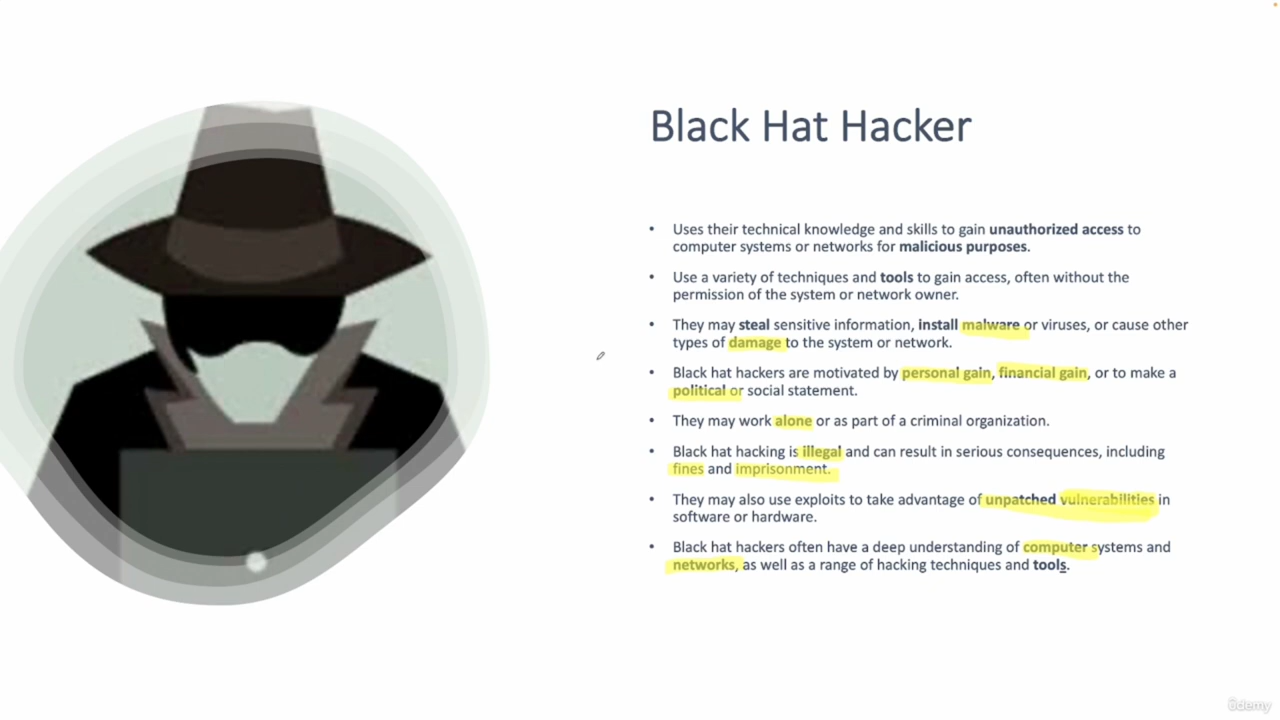 Black Hat Hacker
• Uses their technical knowledge and skills to gain unauthorized access to
computer systems or networks for malicious purposes.
• Use a variety of techniques and tools to gain access, often without the
permission of the system or network owner.
• They may steal sensitive information, install malware or viruses, or cause other
types of damage to the system or network.
• Black hat hackers are motivated by personal gain, financial gain, or to make a
political or social statement.
• They may work alone or as part of a criminal organization.
• Black hat hacking is illegal and can result in serious consequences, including
fines and imprisonment.
• They may also use exploits to take advantage of unpatched vulnerabilities in
software or hardware.
• Black hat hackers often have a deep understanding of computer systems and
networks, as well as a range of hacking techniques and tools.
ûdemy